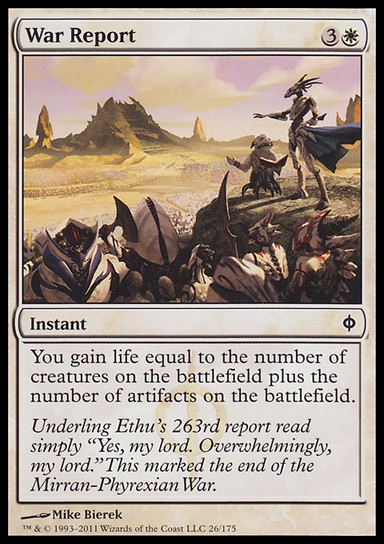 War Report 3
Instant
You gain life equal to the number of
creatures on the battlefield plus the
number of artifacts on the battlefield.
Underling Ethu's 263rd report read
simply "Yes, my lord. Overwhelmingly,
my lord." This marked the end of the
Mirran-Phyrexian War.
Mike Bierek
™ & © 1993–2011 Wizards of the Coast LLC 26/175